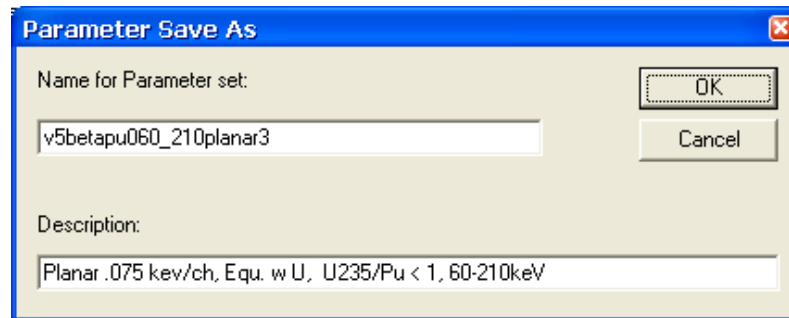 Parameter Save As
Name for Parameter set:
OK
v5betapu060_210planar3
Cancel
Description:
Planar .075 kev/ch, Equ. w U,  U235/Pu < 1, 60-210keV